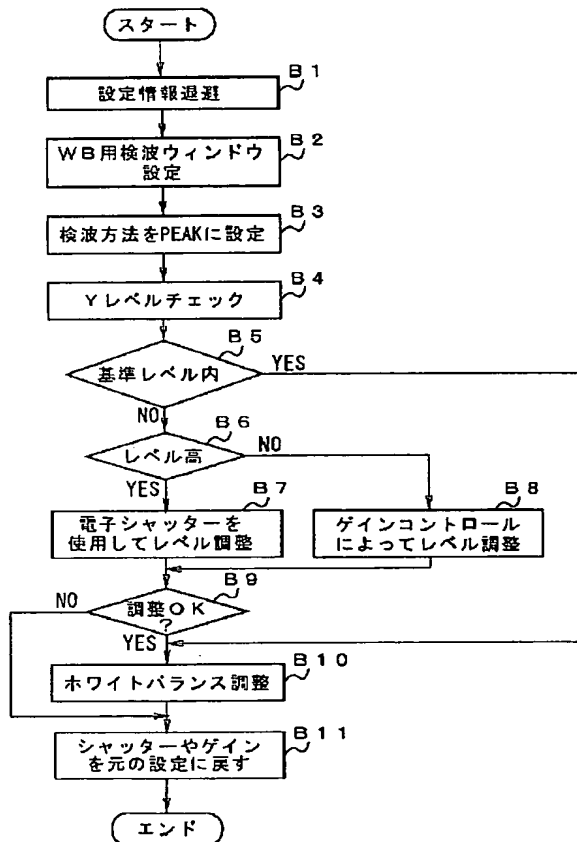 スタート
B1
設定情報退避
B2
WB用検波ウィンドウ
設定
B3
検波方法をPEAKに設定
B4
Yレベルチェック
B5
基準レベル内
YES
NO
B6
レベル高
NO
YES
B7
電子シャッターを
使用してレベル調整
B8
ゲインコントロール
によってレベル調整
B9
NO
調整OK
?
YES
B10
ホワイトバランス調整
B11
シャッターやゲイン
を元の設定に戻す
エンド